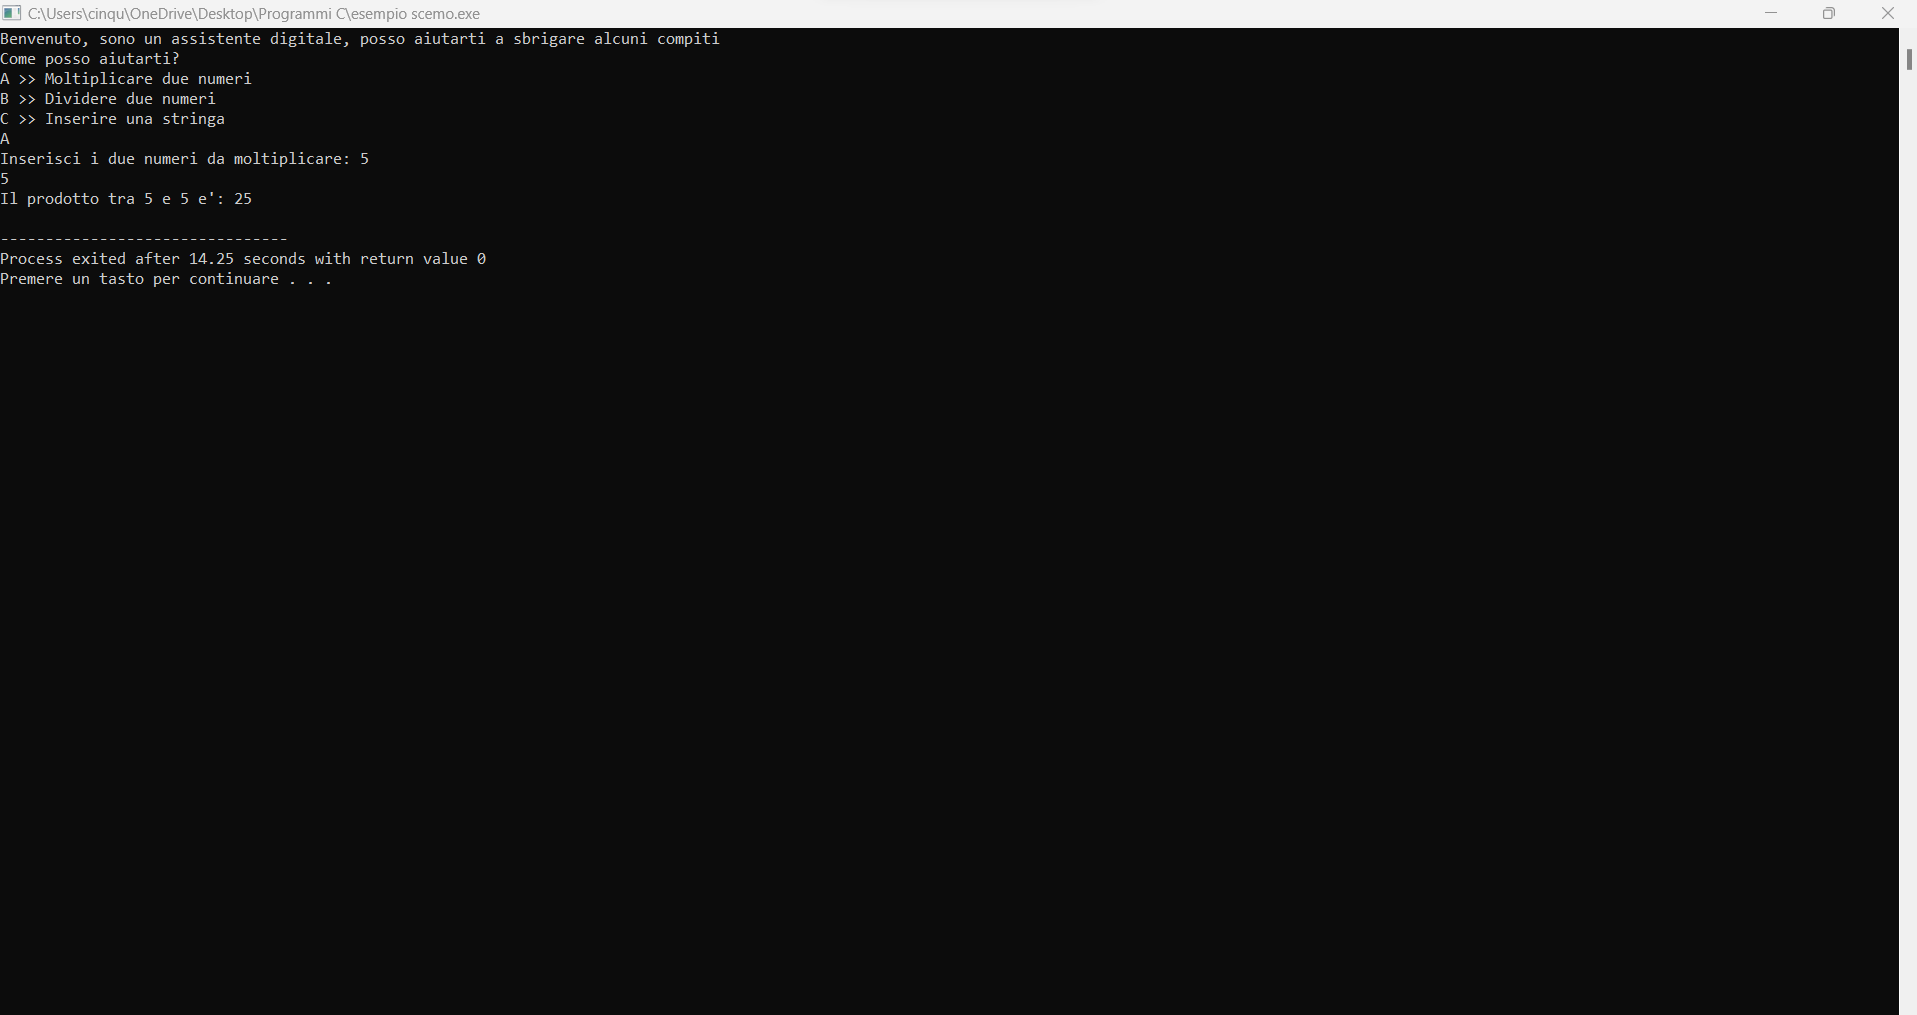 C:\Users\cinqu\OneDrive\Desktop\Programmi C\esempio scemo.exe
Benvenuto, sono un assistente digitale, posso aiutarti a sbrigare alcuni compiti
Come posso aiutarti?
A >> Moltiplicare due numeri
B >> Dividere due numeri
C >> Inserire una stringa
A
Inserisci i due numeri da moltiplicare: 5
5
Il prodotto tra 5 e 5 e': 25
--------------------------------
Process exited after 14.25 seconds with return value 0
Premere un tasto per continuare . . .